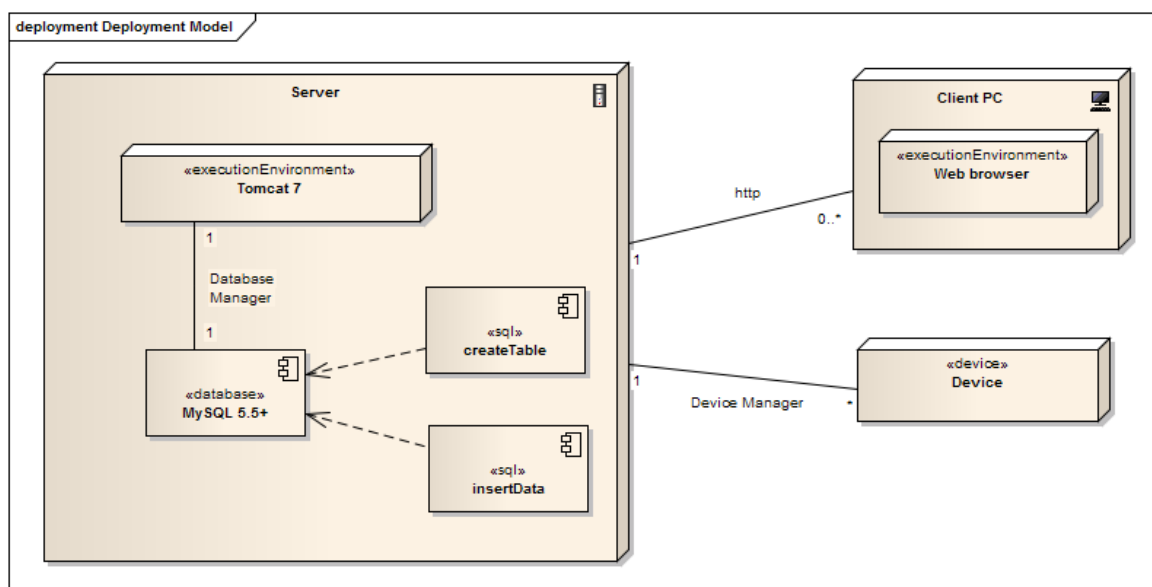 deployment Deployment Model
Server
«executionEnvironment»
Tomcat 7
1
Database
Manager
1
«database»
MySQL 5.5+
«sql»
createTable
«sql»
insertData
http
1
0..*
Client PC
«executionEnvironment»
Web browser
1
Device Manager
*
«device»
Device